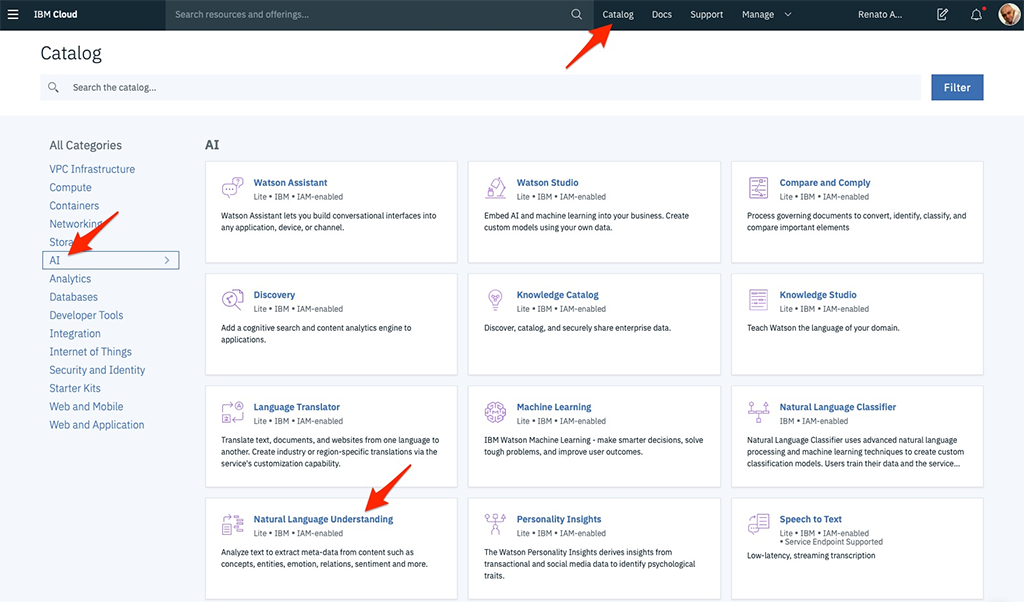 IBM Cloud
Search resources and offerings...
Catalog
Docs
Support
Manage
Renato A...
Catalog
Search the catalog...
Filter
All Categories
VPC Infrastructure
Compute
Containers
Networking
AI
Analytics
Databases
Developer Tools
Integration
Internet of Things
Security and Identity
Starter Kits
Web and Mobile
Web and Application
AI
Watson Assistant
Lite • IBM • IAM-enabled
Watson Assistant lets you build conversational interfaces into
any application, device, or channel.
Watson Studio
Lite • IBM • IAM-enabled
Embed AI and machine learning into your business. Create
custom models using your own data.
Compare and Comply
Lite • IBM • IAM-enabled
Process governing documents to convert, identify, classify, and
compare important elements
Discovery
Lite • IBM • IAM-enabled
Add a cognitive search and content analytics engine to
applications.
Knowledge Catalog
Lite • IBM • IAM-enabled
Discover, catalog, and securely share enterprise data.
Knowledge Studio
Lite • IBM • IAM-enabled
Teach Watson the language of your domain.
Language Translator
Lite • IBM • IAM-enabled
Translate text, documents, and websites from one language to
another. Create industry or region-specific translations via the
service's customization capability.
Machine Learning
Lite • IBM • IAM-enabled
IBM Watson Machine Learning - make smarter decisions, solve
tough problems, and improve user outcomes.
Natural Language Classifier
IBM • IAM-enabled
Natural Language Classifier uses advanced natural language
processing and machine learning techniques to create custom
classification models. Users train their data and the service...
Natural Language Understanding
Lite • IBM • IAM-enabled
Analyze text to extract meta-data from content such as
concepts, entities, emotion, relations, sentiment and more.
Personality Insights
Lite • IBM • IAM-enabled
The Watson Personality Insights derives insights from
transactional and social media data to identify psychological
traits.
Speech to Text
Lite • IBM • IAM-enabled
• Service Endpoint Supported
Low-latency, streaming transcription